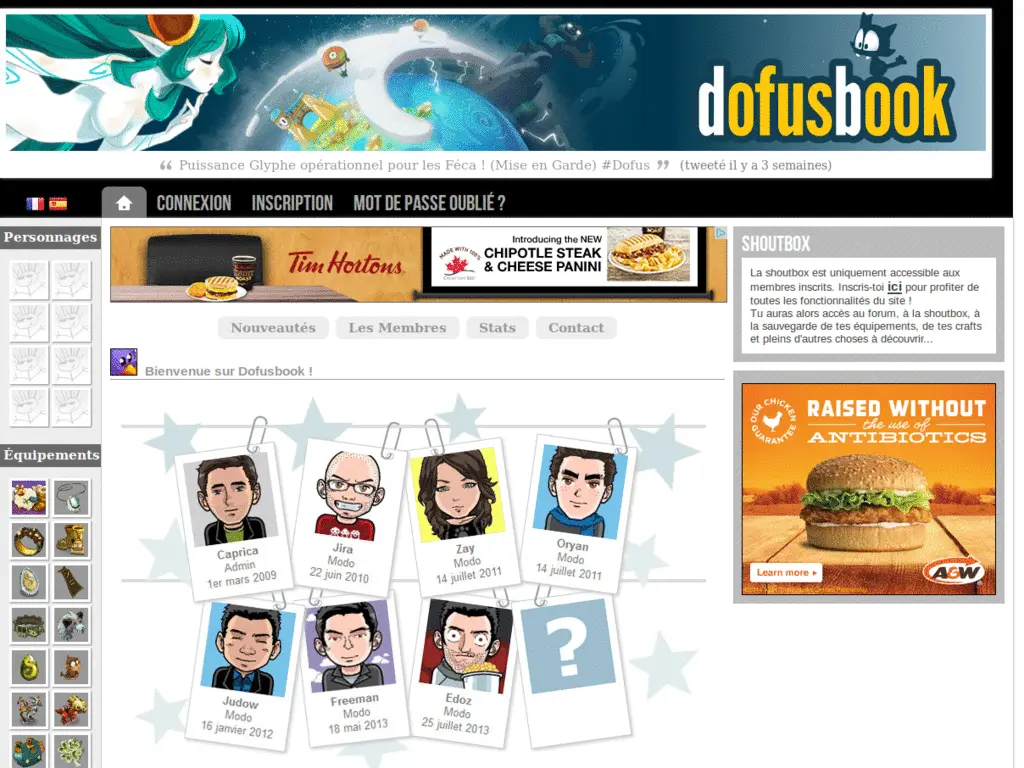 dofusbook
“ Puissance Glyphe opérationnel pour les Féca ! (Mise en Garde) #Dofus ” (tweeté il y a 3 semaines)
CONNEXION
INSCRIPTION
MOT DE PASSE OUBLIÉ ?
Personnages
Équipements
Tim Hortons
MADE WITH 100%
Introducing the NEW
CHIPOTLE STEAK
& CHEESE PANINI
Nouveautés
Les Membres
Stats
Contact
Bienvenue sur Dofusbook !
Caprica
Admin
1er mars 2009
Jira
Modo
22 juin 2010
Zay
Modo
14 juillet 2011
Oryan
Modo
14 juillet 2011
Judow
Modo
16 janvier 2012
Freeman
Modo
18 mai 2013
Edoz
Modo
25 juillet 2013
?
SHOUTBOX
La shoutbox est uniquement accessible aux
membres inscrits. Inscris-toi ici pour profiter de
toutes les fonctionnalités du site !
Tu auras alors accès au forum, à la shoutbox, à
la sauvegarde de tes équipements, de tes crafts
et pleins d'autres choses à découvrir...
OUR CHICKEN
GUARANTEE
RAISED WITHOUT
the use of
ANTIBIOTICS
Learn more
A&W